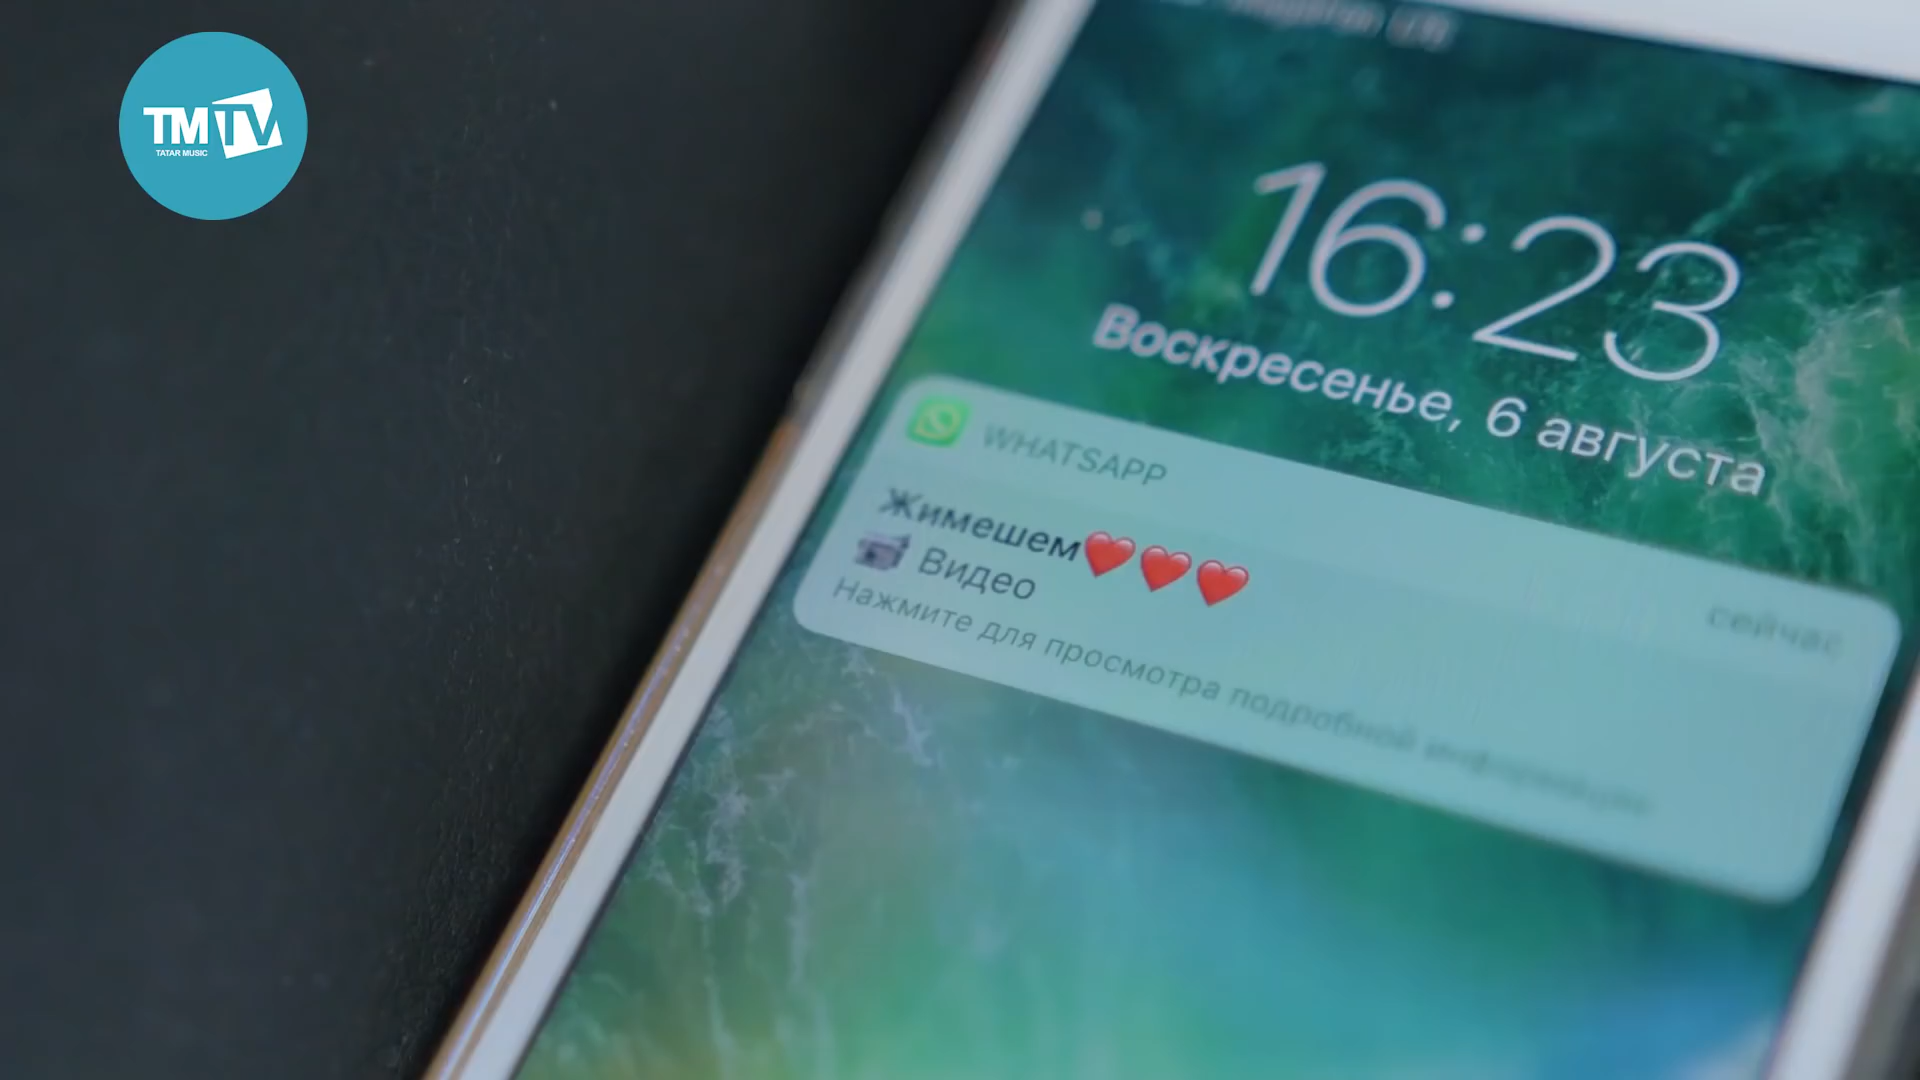 TMTV
TATAR MUSIC
16:23
Воскресенье, 6 августа
WHATSAPP
сейчас
Жимешем❤️❤️❤️
Видео
Нажмите для просмотра подробной информации